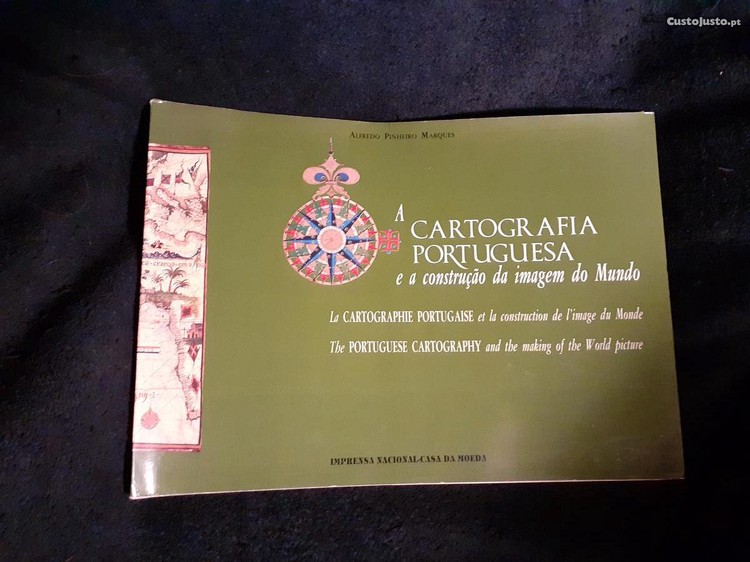 CustoJusto.pt
ALFREDO PINHEIRO MARQUES
A
CARTOGRAFIA
PORTUGUESA
e a construção da imagem do Mundo
La CARTOGRAPHIE PORTUGAISE et la construction de l'image du Monde
The PORTUGUESE CARTOGRAPHY and the making of the World picture
IMPRENSA NACIONAL-CASA DA MOEDA